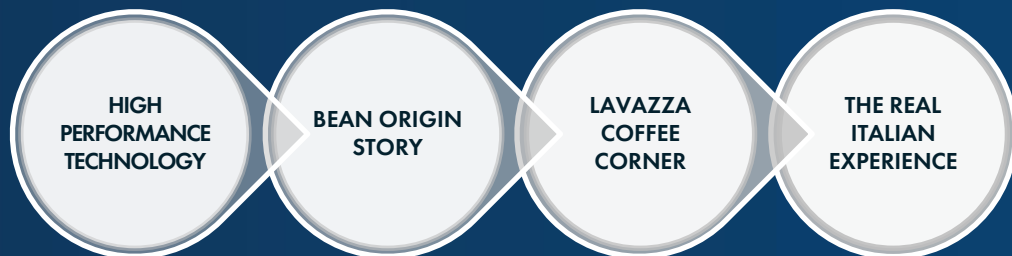 HIGH
PERFORMANCE
TECHNOLOGY
BEAN ORIGIN
STORY
LAVAZZA
COFFEE
CORNER
THE REAL
ITALIAN
EXPERIENCE